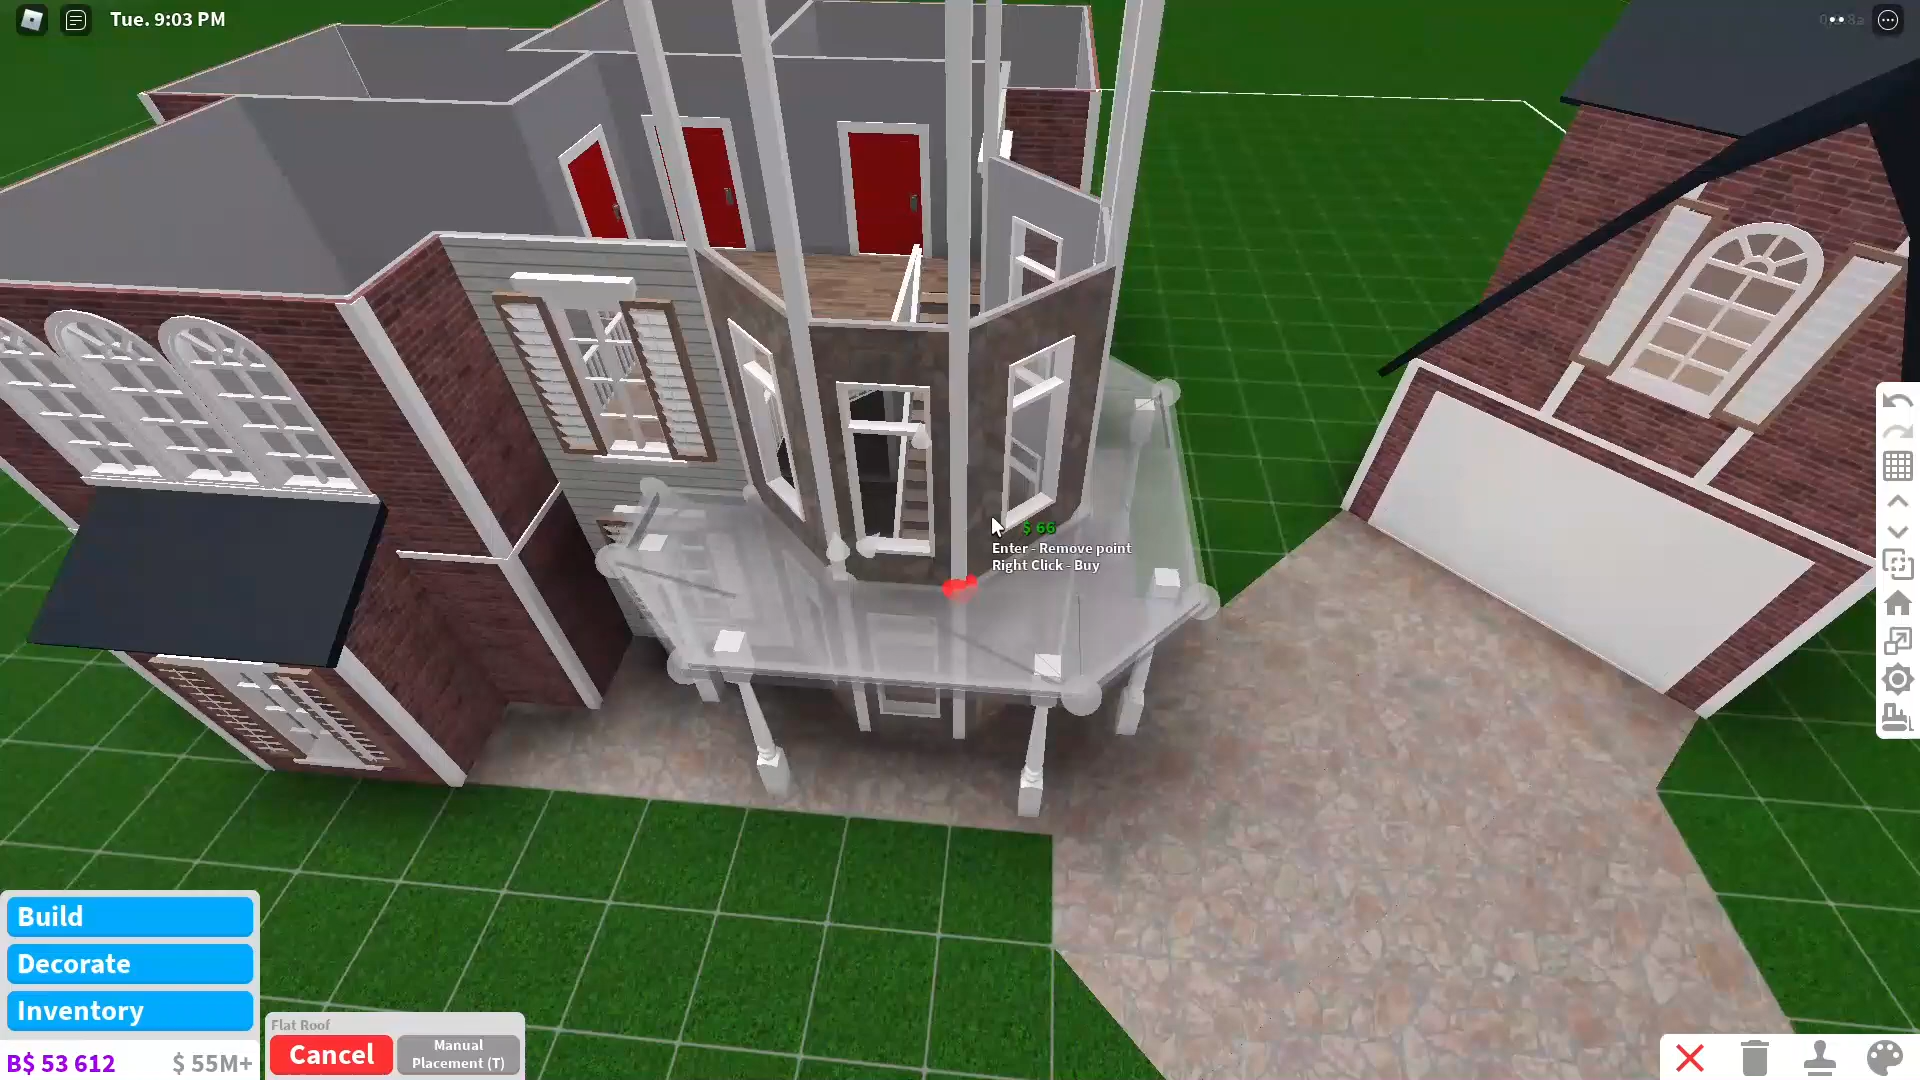 Tue. 9:03 PM
$ 66
Enter - Remove point
Right Click - Buy
Build
Decorate
Inventory
Flat Roof
Cancel
Manual
Placement (T)
B$ 53 612
$ 55M+